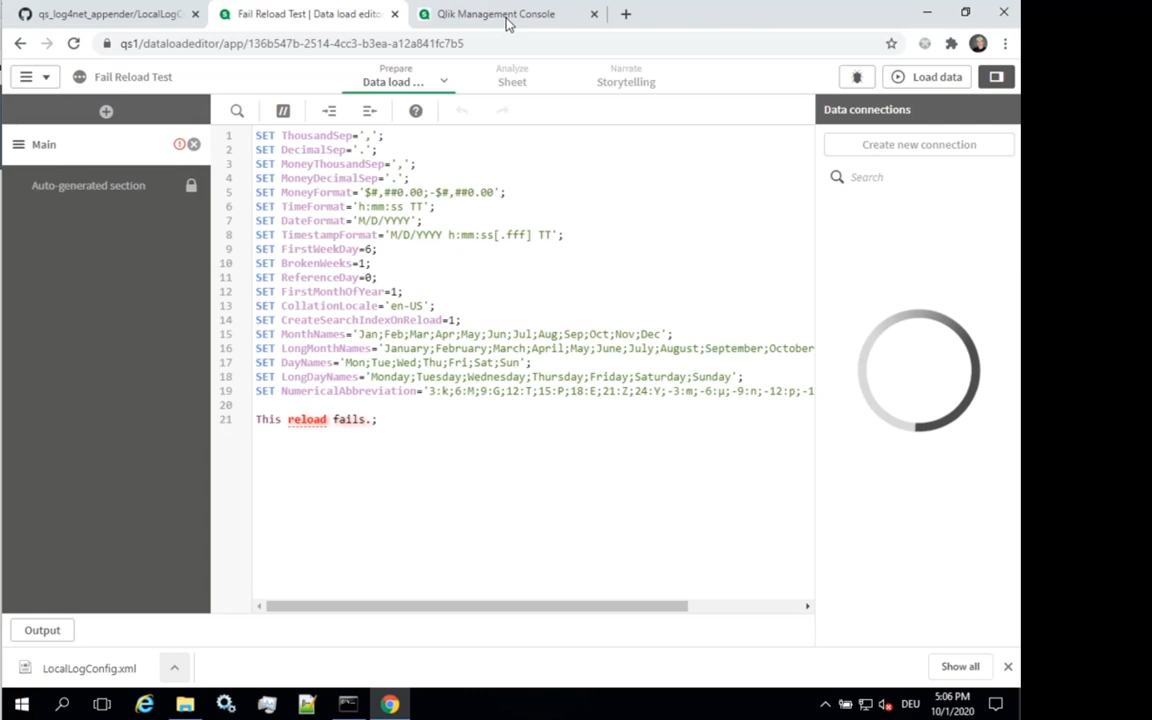 qs_log4net_appender/LocalLogC
Fail Reload Test | Data load edito
Qlik Management Console
qs1/dataloadeditor/app/136b547b-2514-4cc3-b3ea-a12a841fc7b5
Fail Reload Test
Prepare
Data load ...
Analyze
Sheet
Narrate
Storytelling
Load data
Data connections
Create new connection
Search
Main
Auto-generated section
1 SET ThousandSep=',';
2 SET DecimalSep='.';
3 SET MoneyThousandSep=',';
4 SET MoneyDecimalSep='.';
5 SET MoneyFormat='$#,##0.00;-$#,##0.00';
6 SET TimeFormat='h:mm:ss TT';
7 SET DateFormat='M/D/YYYY';
8 SET TimestampFormat='M/D/YYYY h:mm:ss[.fff] TT';
9 SET FirstWeekDay=6;
10 SET BrokenWeeks=1;
11 SET ReferenceDay=0;
12 SET FirstMonthOfYear=1;
13 SET CollationLocale='en-US';
14 SET CreateSearchIndexOnReload=1;
15 SET MonthNames='Jan;Feb;Mar;Apr;May;Jun;Jul;Aug;Sep;Oct;Nov;Dec';
16 SET LongMonthNames='January;February;March;April;May;June;July;August;September;October
17 SET DayNames='Mon;Tue;Wed;Thu;Fri;Sat;Sun';
18 SET LongDayNames='Monday;Tuesday;Wednesday;Thursday;Friday;Saturday;Sunday';
19 SET NumericalAbbreviation='3:k;6:M;9:G;12:T;15:P;18:E;21:Z;24:Y;-3:m;-6:μ;-9:n;-12:p;-1
20
21 This reload fails.;
Output
LocalLogConfig.xml
Show all
DEU
5:06 PM
10/1/2020